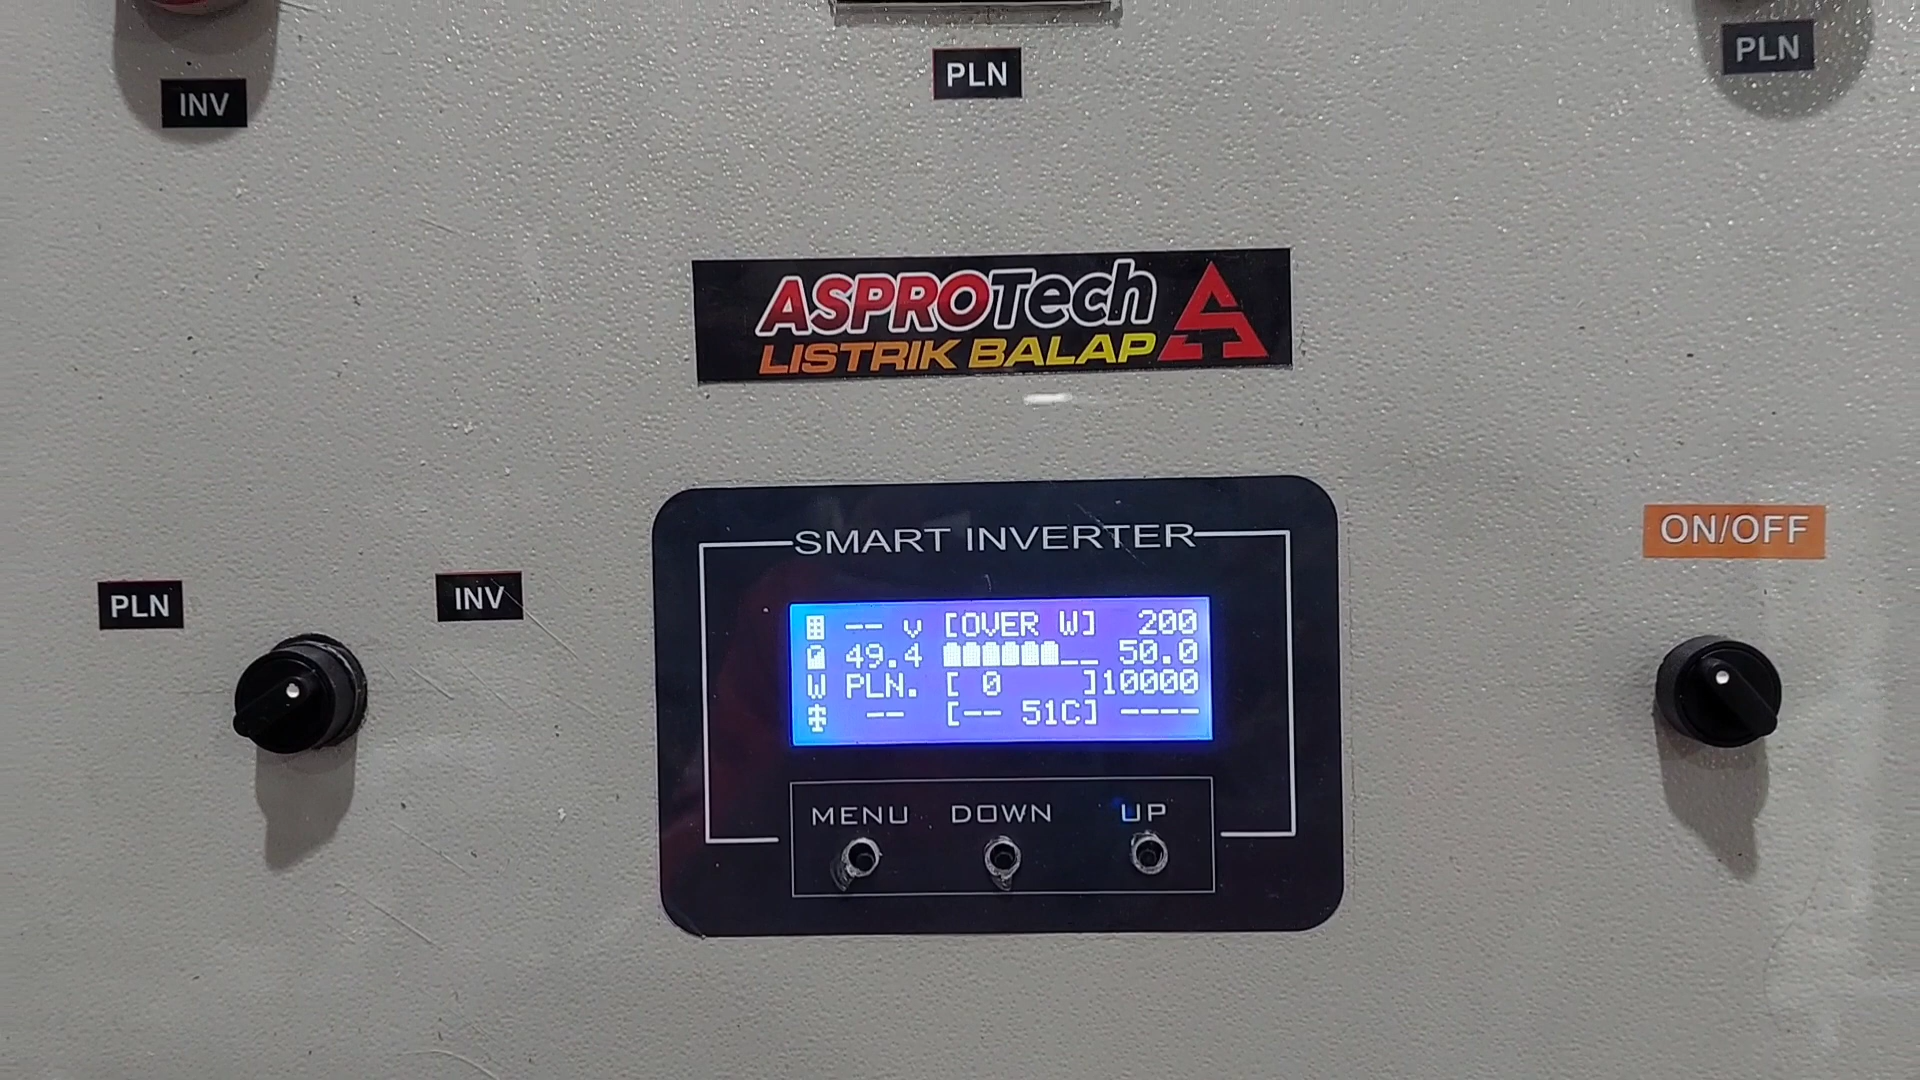 INV
PLN
PLN
ASPROTech
LISTRIK BALAP
SMART INVERTER
-- v [OVER W] 200
49.4 __ 50.0
W PLN. [ 0 ]10000
-- [-- 51C] ----
MENU DOWN UP
PLN
INV
ON/OFF